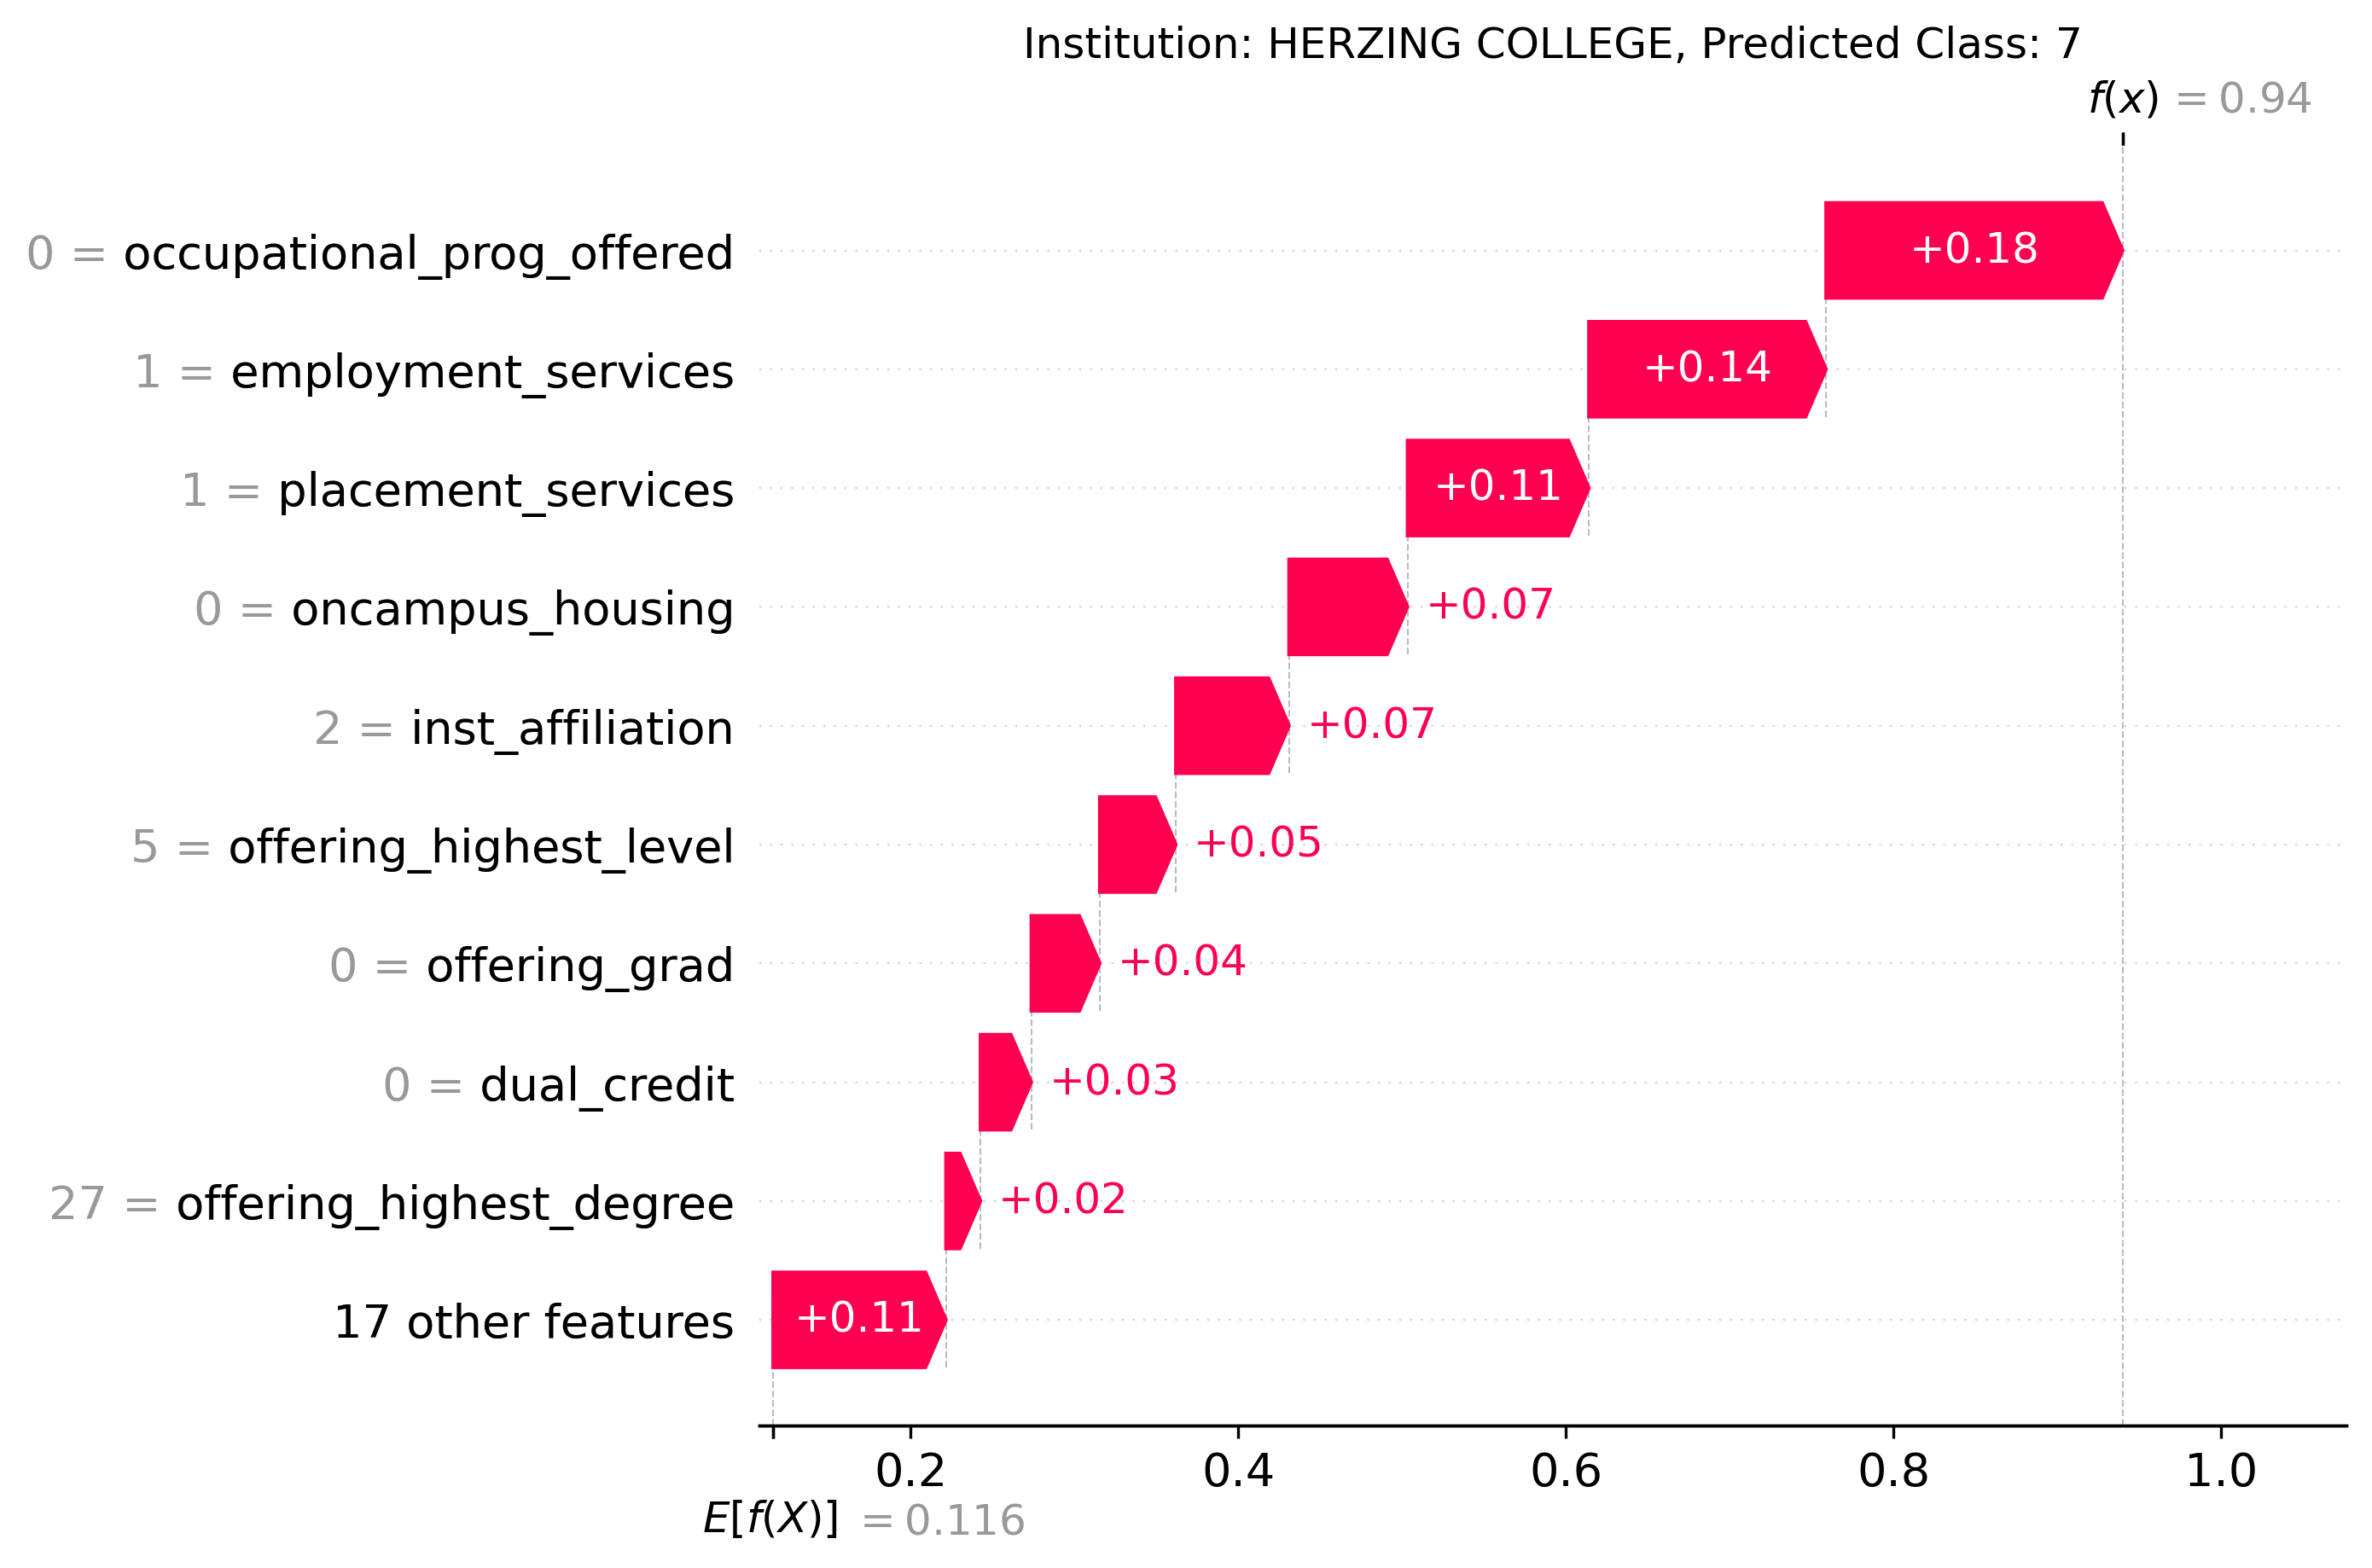 Institution: HERZING COLLEGE, Predicted Class: 7
f(x) = 0.94
0 = occupational_prog_offered +0.18
1 = employment_services +0.14
1 = placement_services +0.11
0 = oncampus_housing +0.07
2 = inst_affiliation +0.07
5 = offering_highest_level +0.05
0 = offering_grad +0.04
0 = dual_credit +0.03
27 = offering_highest_degree +0.02
17 other features +0.11
0.2 0.4 0.6 0.8 1.0
E[f(X)] = 0.116